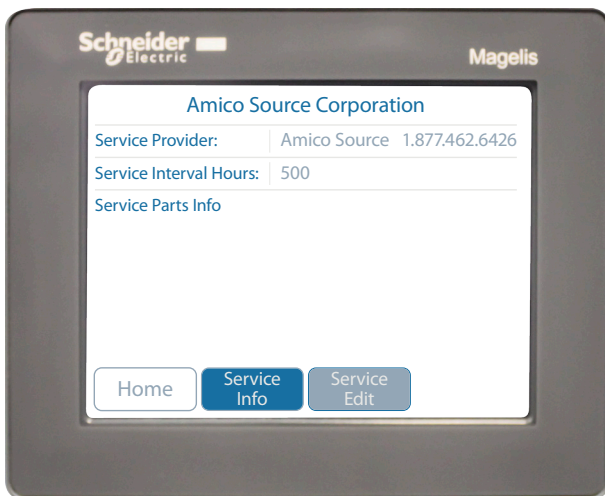 Schneider
Electric
Magelis
Amico Source Corporation
Service Provider: Amico Source 1.877.462.6426
Service Interval Hours: 500
Service Parts Info
Home
Service
Info
Service
Edit